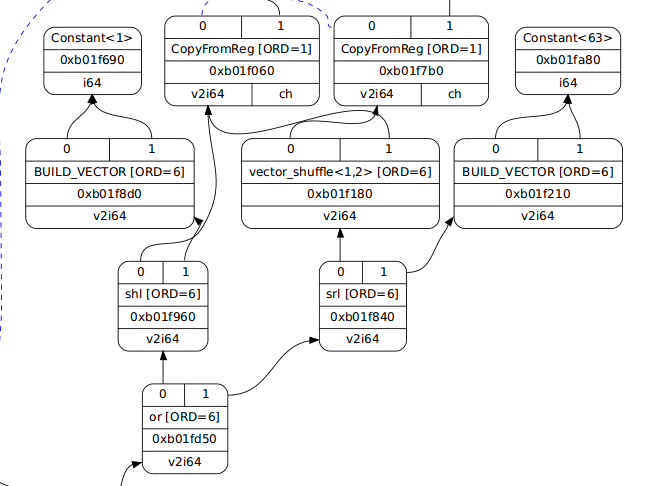 0 1
CopyFromReg [ORD=1]
0xb01f060
v2i64 ch
0 1
CopyFromReg [ORD=1]
0xb01f7b0
v2i64 ch
Constant<1>
0xb01f690
i64
Constant<63>
0xb01fa80
i64
0 1
BUILD_VECTOR [ORD=6]
0xb01f8d0
v2i64
0 1
vector_shuffle<1,2> [ORD=6]
0xb01f180
v2i64
0 1
BUILD_VECTOR [ORD=6]
0xb01f210
v2i64
0 1
shl [ORD=6]
0xb01f960
v2i64
0 1
srl [ORD=6]
0xb01f840
v2i64
0 1
or [ORD=6]
0xb01fd50
v2i64